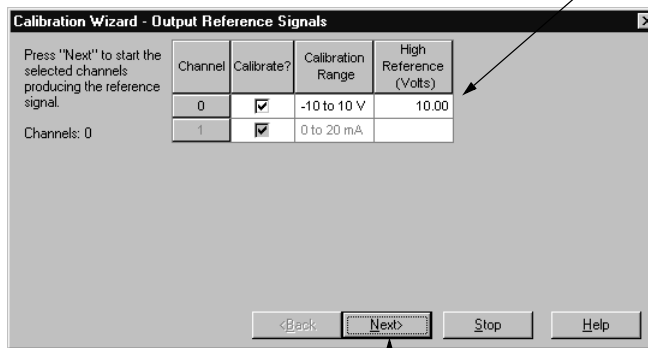 Calibration Wizard - Output Reference Signals
Press "Next" to start the
selected channels
producing the reference
signal.
Channels: 0
Channel Calibrate? Calibration Range High Reference (Volts)
0 -10 to 10 V 10.00
1 0 to 20 mA
<Back Next> Stop Help